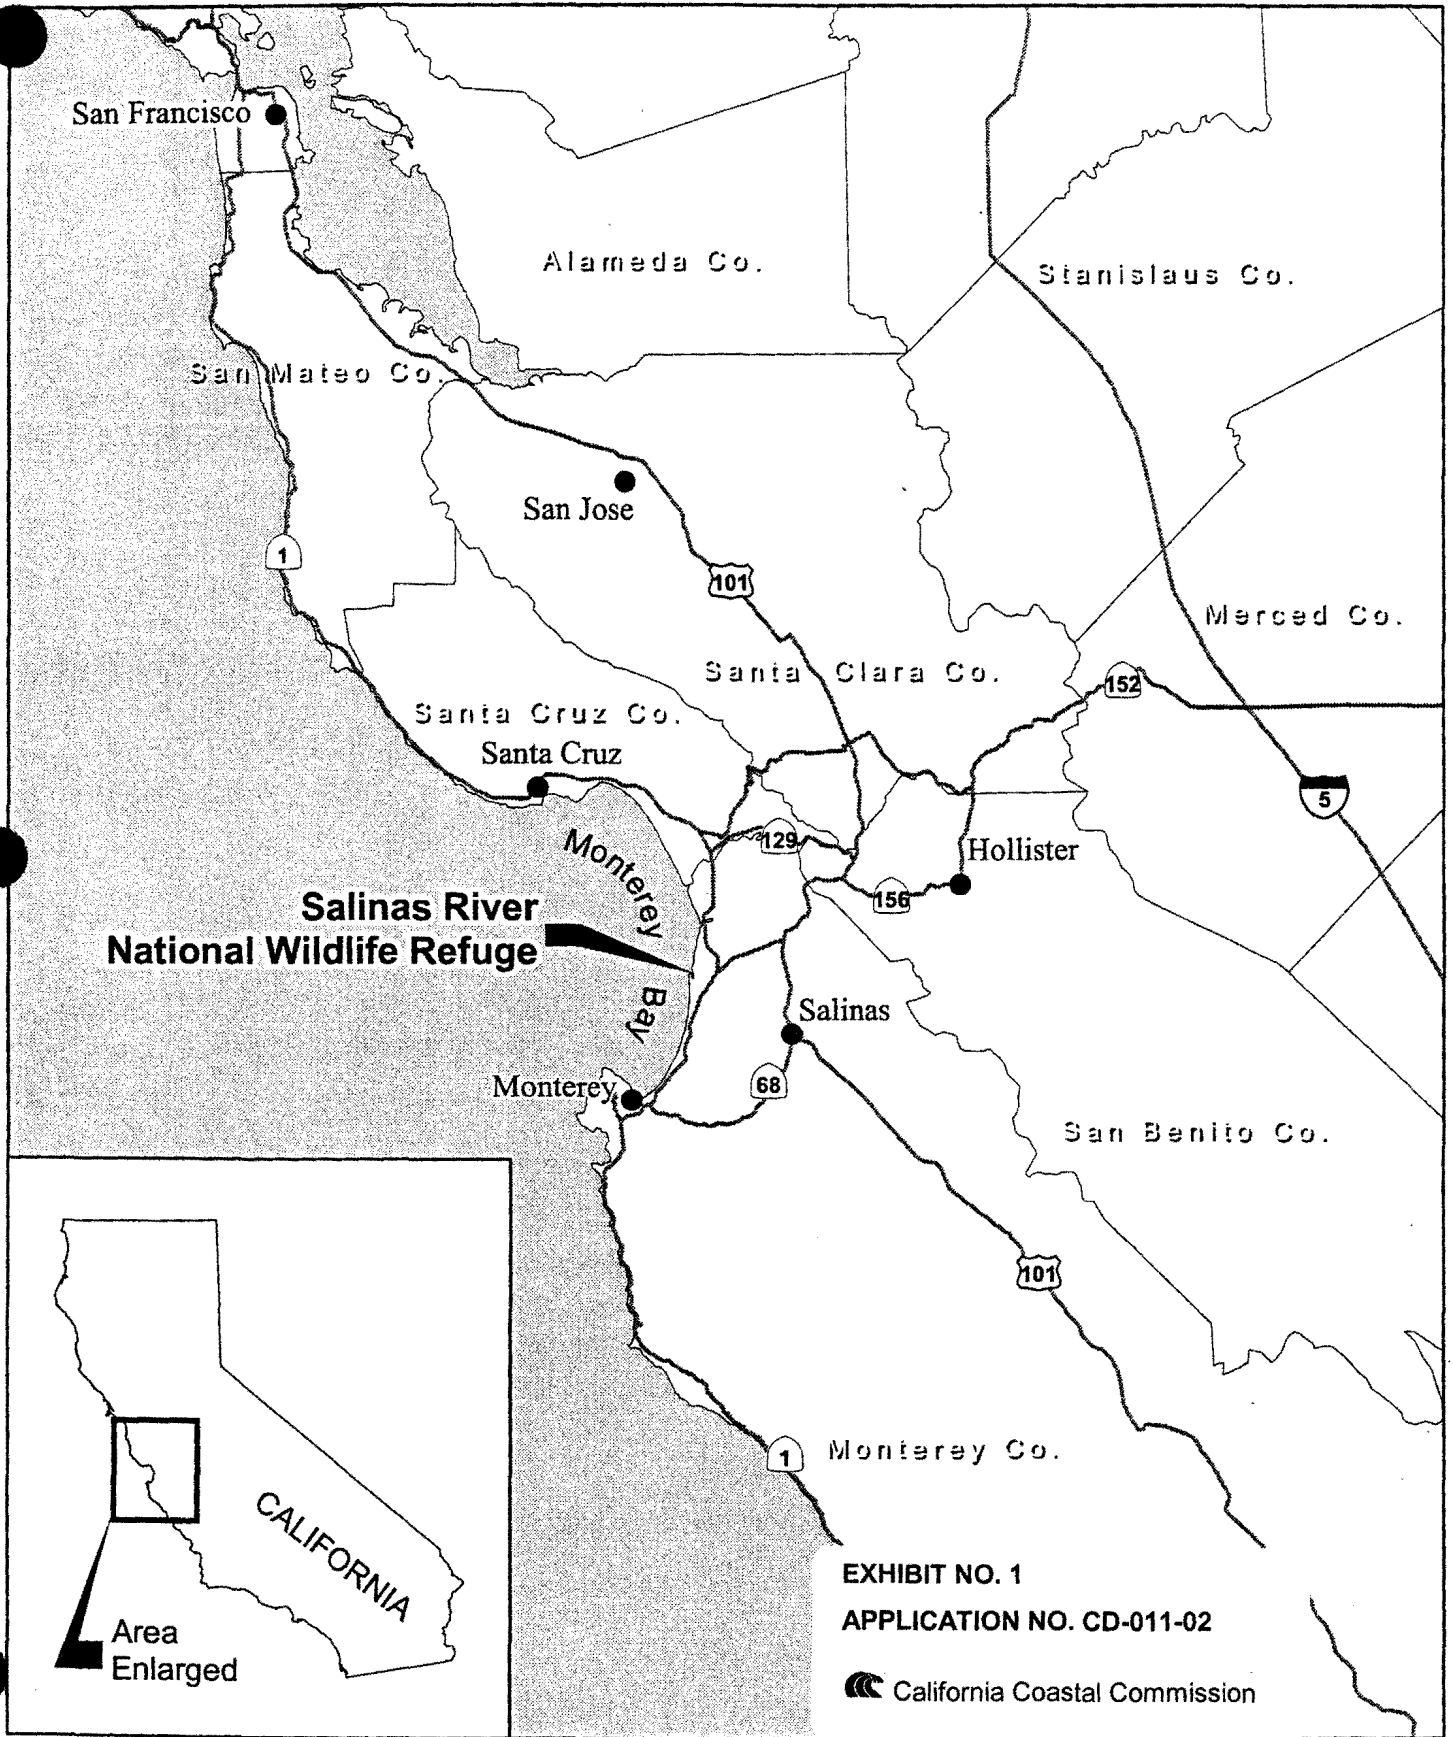 San Francisco
Alameda Co.
Stanislaus Co.
San Mateo Co.
San Jose
1
101
Merced Co.
Santa Clara Co.
152
Santa Cruz Co.
Santa Cruz
5
129
Hollister
Monterey
Bay
156
Salinas River
National Wildlife Refuge
Salinas
Monterey
68
San Benito Co.
101
1
Monterey Co.
CALIFORNIA
Area
Enlarged
EXHIBIT NO. 1
APPLICATION NO. CD-011-02
California Coastal Commission